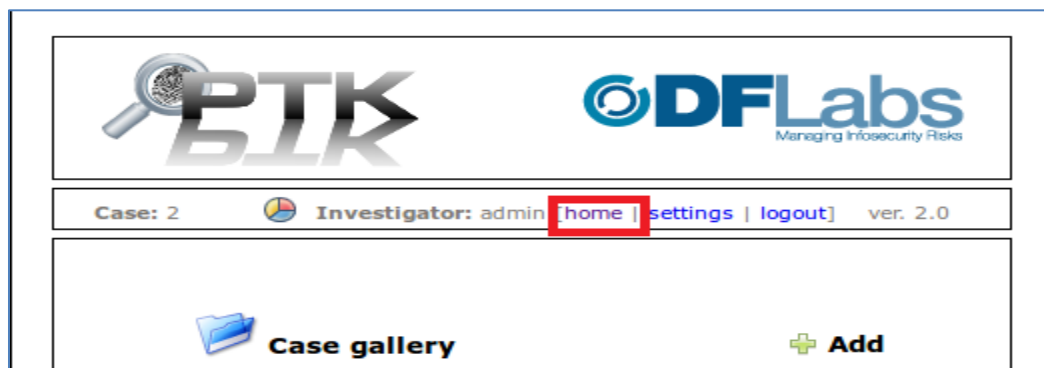 PTK DFLabs
Managing Infosecurity Risks
Case: 2 Investigator: admin [home | settings | logout] ver. 2.0
Case gallery Add